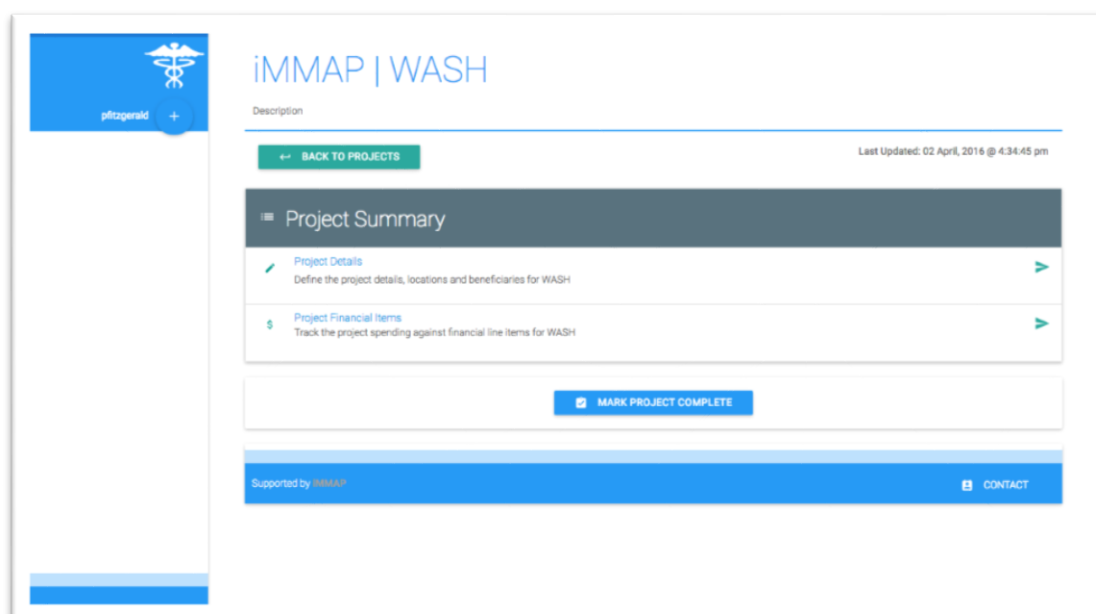 pfitzgerald
+
iMMAP | WASH
Description
BACK TO PROJECTS
Last Updated: 02 April, 2016 @ 4:34:45 pm
Project Summary
Project Details
Define the project details, locations and beneficiaries for WASH
$
Project Financial Items
Track the project spending against financial line items for WASH
MARK PROJECT COMPLETE
Supported by iMMAP
CONTACT